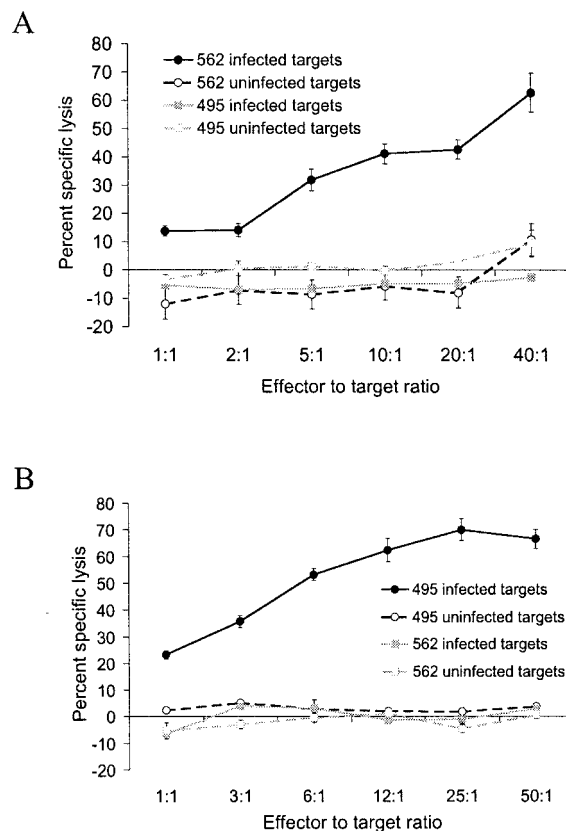 A
562 infected targets
562 uninfected targets
495 infected targets
495 uninfected targets
Percent specific lysis
80
70
60
50
40
30
20
10
0
-10
-20
1:1 2:1 5:1 10:1 20:1 40:1
Effector to target ratio
B
495 infected targets
495 uninfected targets
562 infected targets
562 uninfected targets
Percent specific lysis
80
70
60
50
40
30
20
10
0
-10
-20
1:1 3:1 6:1 12:1 25:1 50:1
Effector to target ratio